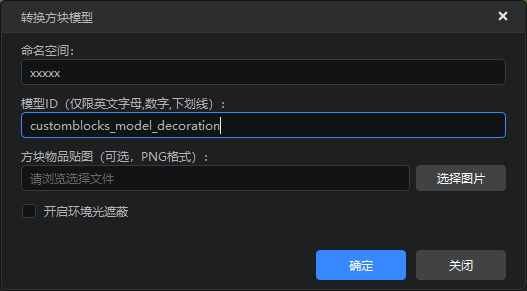 转换方块模型
命名空间：
xxxxx
模型ID（仅限英文字母,数字,下划线）：
customblocks_model_decoration
方块物品贴图（可选，PNG格式）：
请浏览选择文件 选择图片
开启环境光遮蔽
确定 关闭